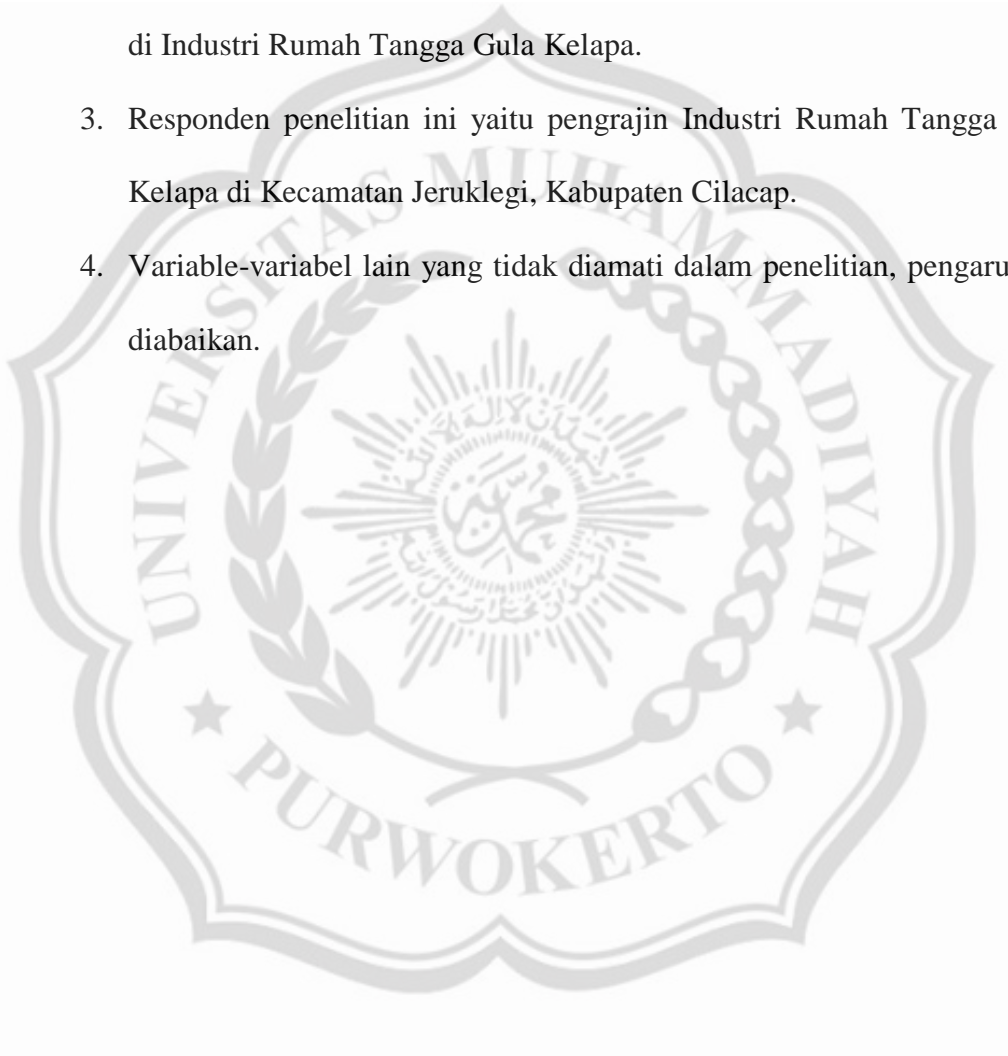 di Industri Rumah Tangga Gula Kelapa.
3. Responden penelitian ini yaitu pengrajin Industri Rumah Tangga
Kelapa di Kecamatan Jeruklegi, Kabupaten Cilacap.
4. Variable-variabel lain yang tidak diamati dalam penelitian, pengaru
diabaikan.
UNIVERSITAS MUHAMMADIYAH
PURWOKERTO